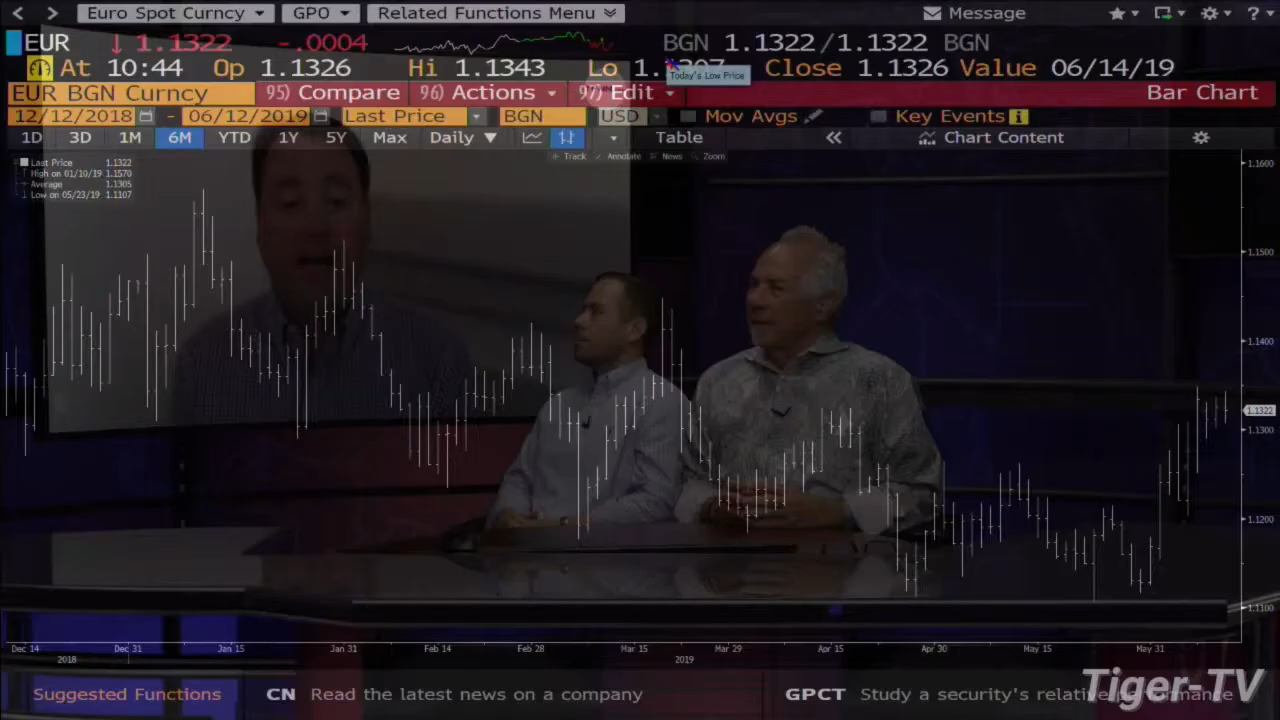 Euro Spot Curncy GPO Related Functions Menu Message
EUR ↓ 1.1322 -.0004 BGN 1.1322/1.1322 BGN
At 10:44 Op 1.1326 Hi 1.1343 Lo Close 1.1326 Value 06/14/19
Today's Low Price
EUR BGN Curncy 95) Compare 96) Actions 97) Edit Bar Chart
12/12/2018 - 06/12/2019 Last Price BGN USD Mov Avgs Key Events
1D 3D 1M 6M YTD 1Y 5Y Max Daily ▼ Table « Chart Content
Track Annotate News Zoom
Last Price 1.1322
High on 01/10/19 1.1570
Average 1.1305
Low on 05/23/19 1.1107
1.1600
1.1500
1.1400
1.1322
1.1300
1.1200
1.1100
Dec 14 Dec 31 Jan 15 Jan 31 Feb 14 Feb 28 Mar 15 Mar 29 Apr 15 Apr 30 May 15 May 31
2018 2019
Suggested Functions CN Read the latest news on a company GPCT Study a security's relative performance
Tiger-TV